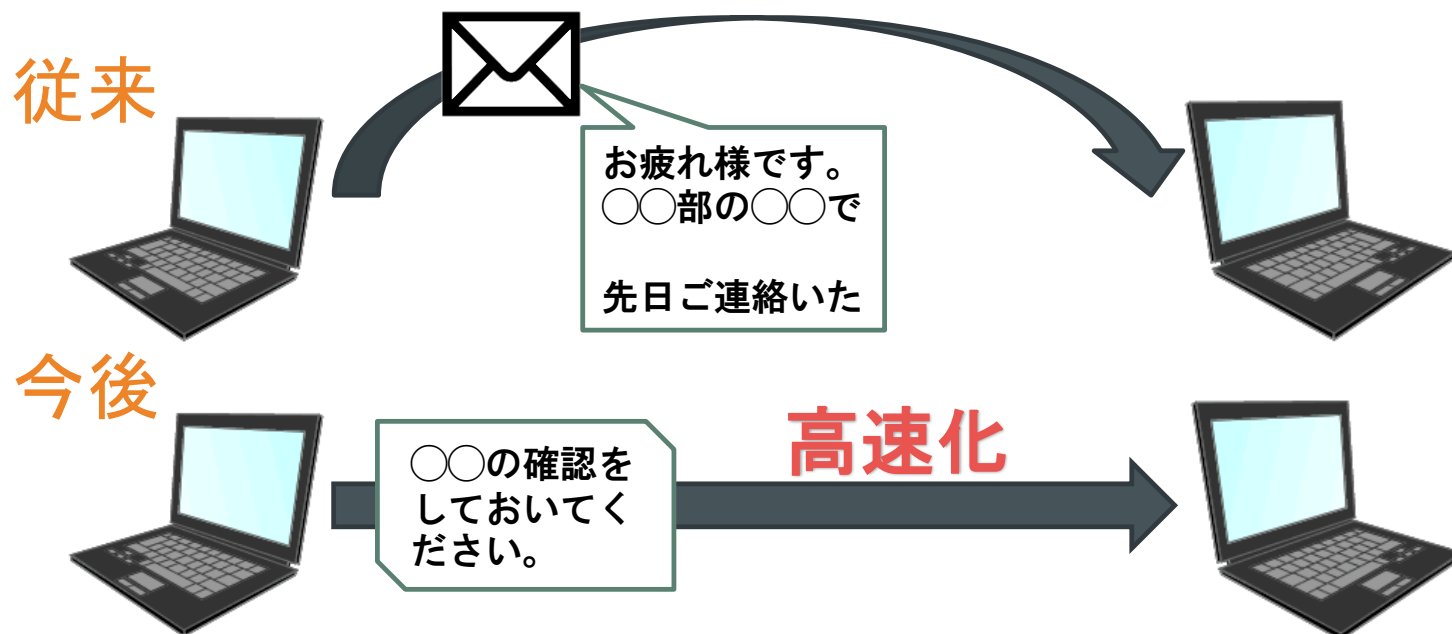 従来
お疲れ様です。
◯◯部の◯◯で
先日ご連絡いた
今後
◯◯の確認を
しておいてく
ださい。
高速化